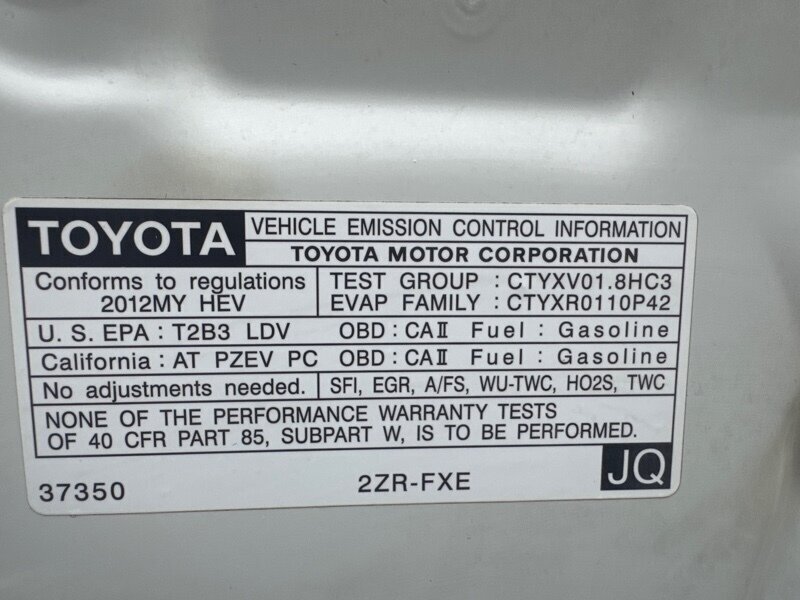 TOYOTA
VEHICLE EMISSION CONTROL INFORMATION
TOYOTA MOTOR CORPORATION
Conforms to regulations
2012MY HEV
TEST GROUP : CTYXV01.8HC3
EVAP FAMILY : CTYXR0110P42
U. S. EPA : T2B3 LDV OBD : CAⅡ Fuel : Gasoline
California : AT PZEV PC OBD : CAⅡ Fuel : Gasoline
No adjustments needed.
SFI, EGR, A/FS, WU-TWC, HO2S, TWC
NONE OF THE PERFORMANCE WARRANTY TESTS
OF 40 CFR PART 85, SUBPART W, IS TO BE PERFORMED.
37350
2ZR-FXE
JQ